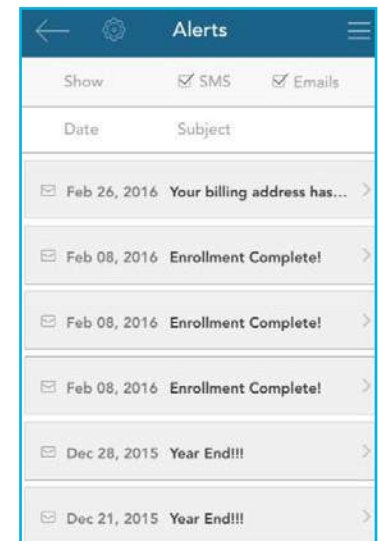 Alerts
Show SMS Emails
Date Subject
Feb 26, 2016 Your billing address has...
Feb 08, 2016 Enrollment Complete!
Feb 08, 2016 Enrollment Complete!
Feb 08, 2016 Enrollment Complete!
Dec 28, 2015 Year End!!!
Dec 21, 2015 Year End!!!